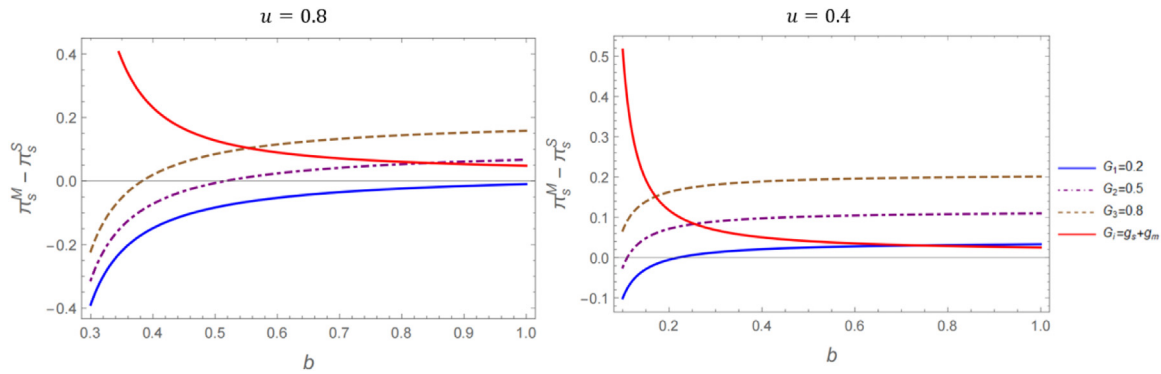 u = 0.8
0.4
0.2
0.0
−0.2
−0.4
π_s^M − π_s^S
0.3 0.4 0.5 0.6 0.7 0.8 0.9 1.0
b
u = 0.4
0.5
0.4
0.3
0.2
0.1
0.0
−0.1
π_s^M − π_s^S
0.2 0.4 0.6 0.8 1.0
b
G₁=0.2
G₂=0.5
G₃=0.8
Gᵢ=gₛ+gₘ